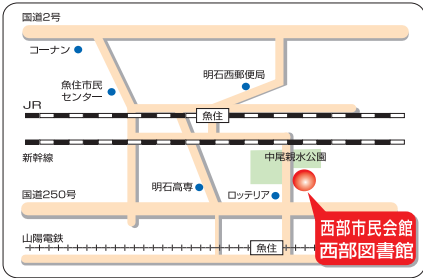 国道2号
コーナン
明石西郵便局
魚住市民
センター
JR
魚住
新幹線
中尾親水公園
明石高専
ロッテリア
国道250号
西部市民会館
西部図書館
山陽電鉄
魚住